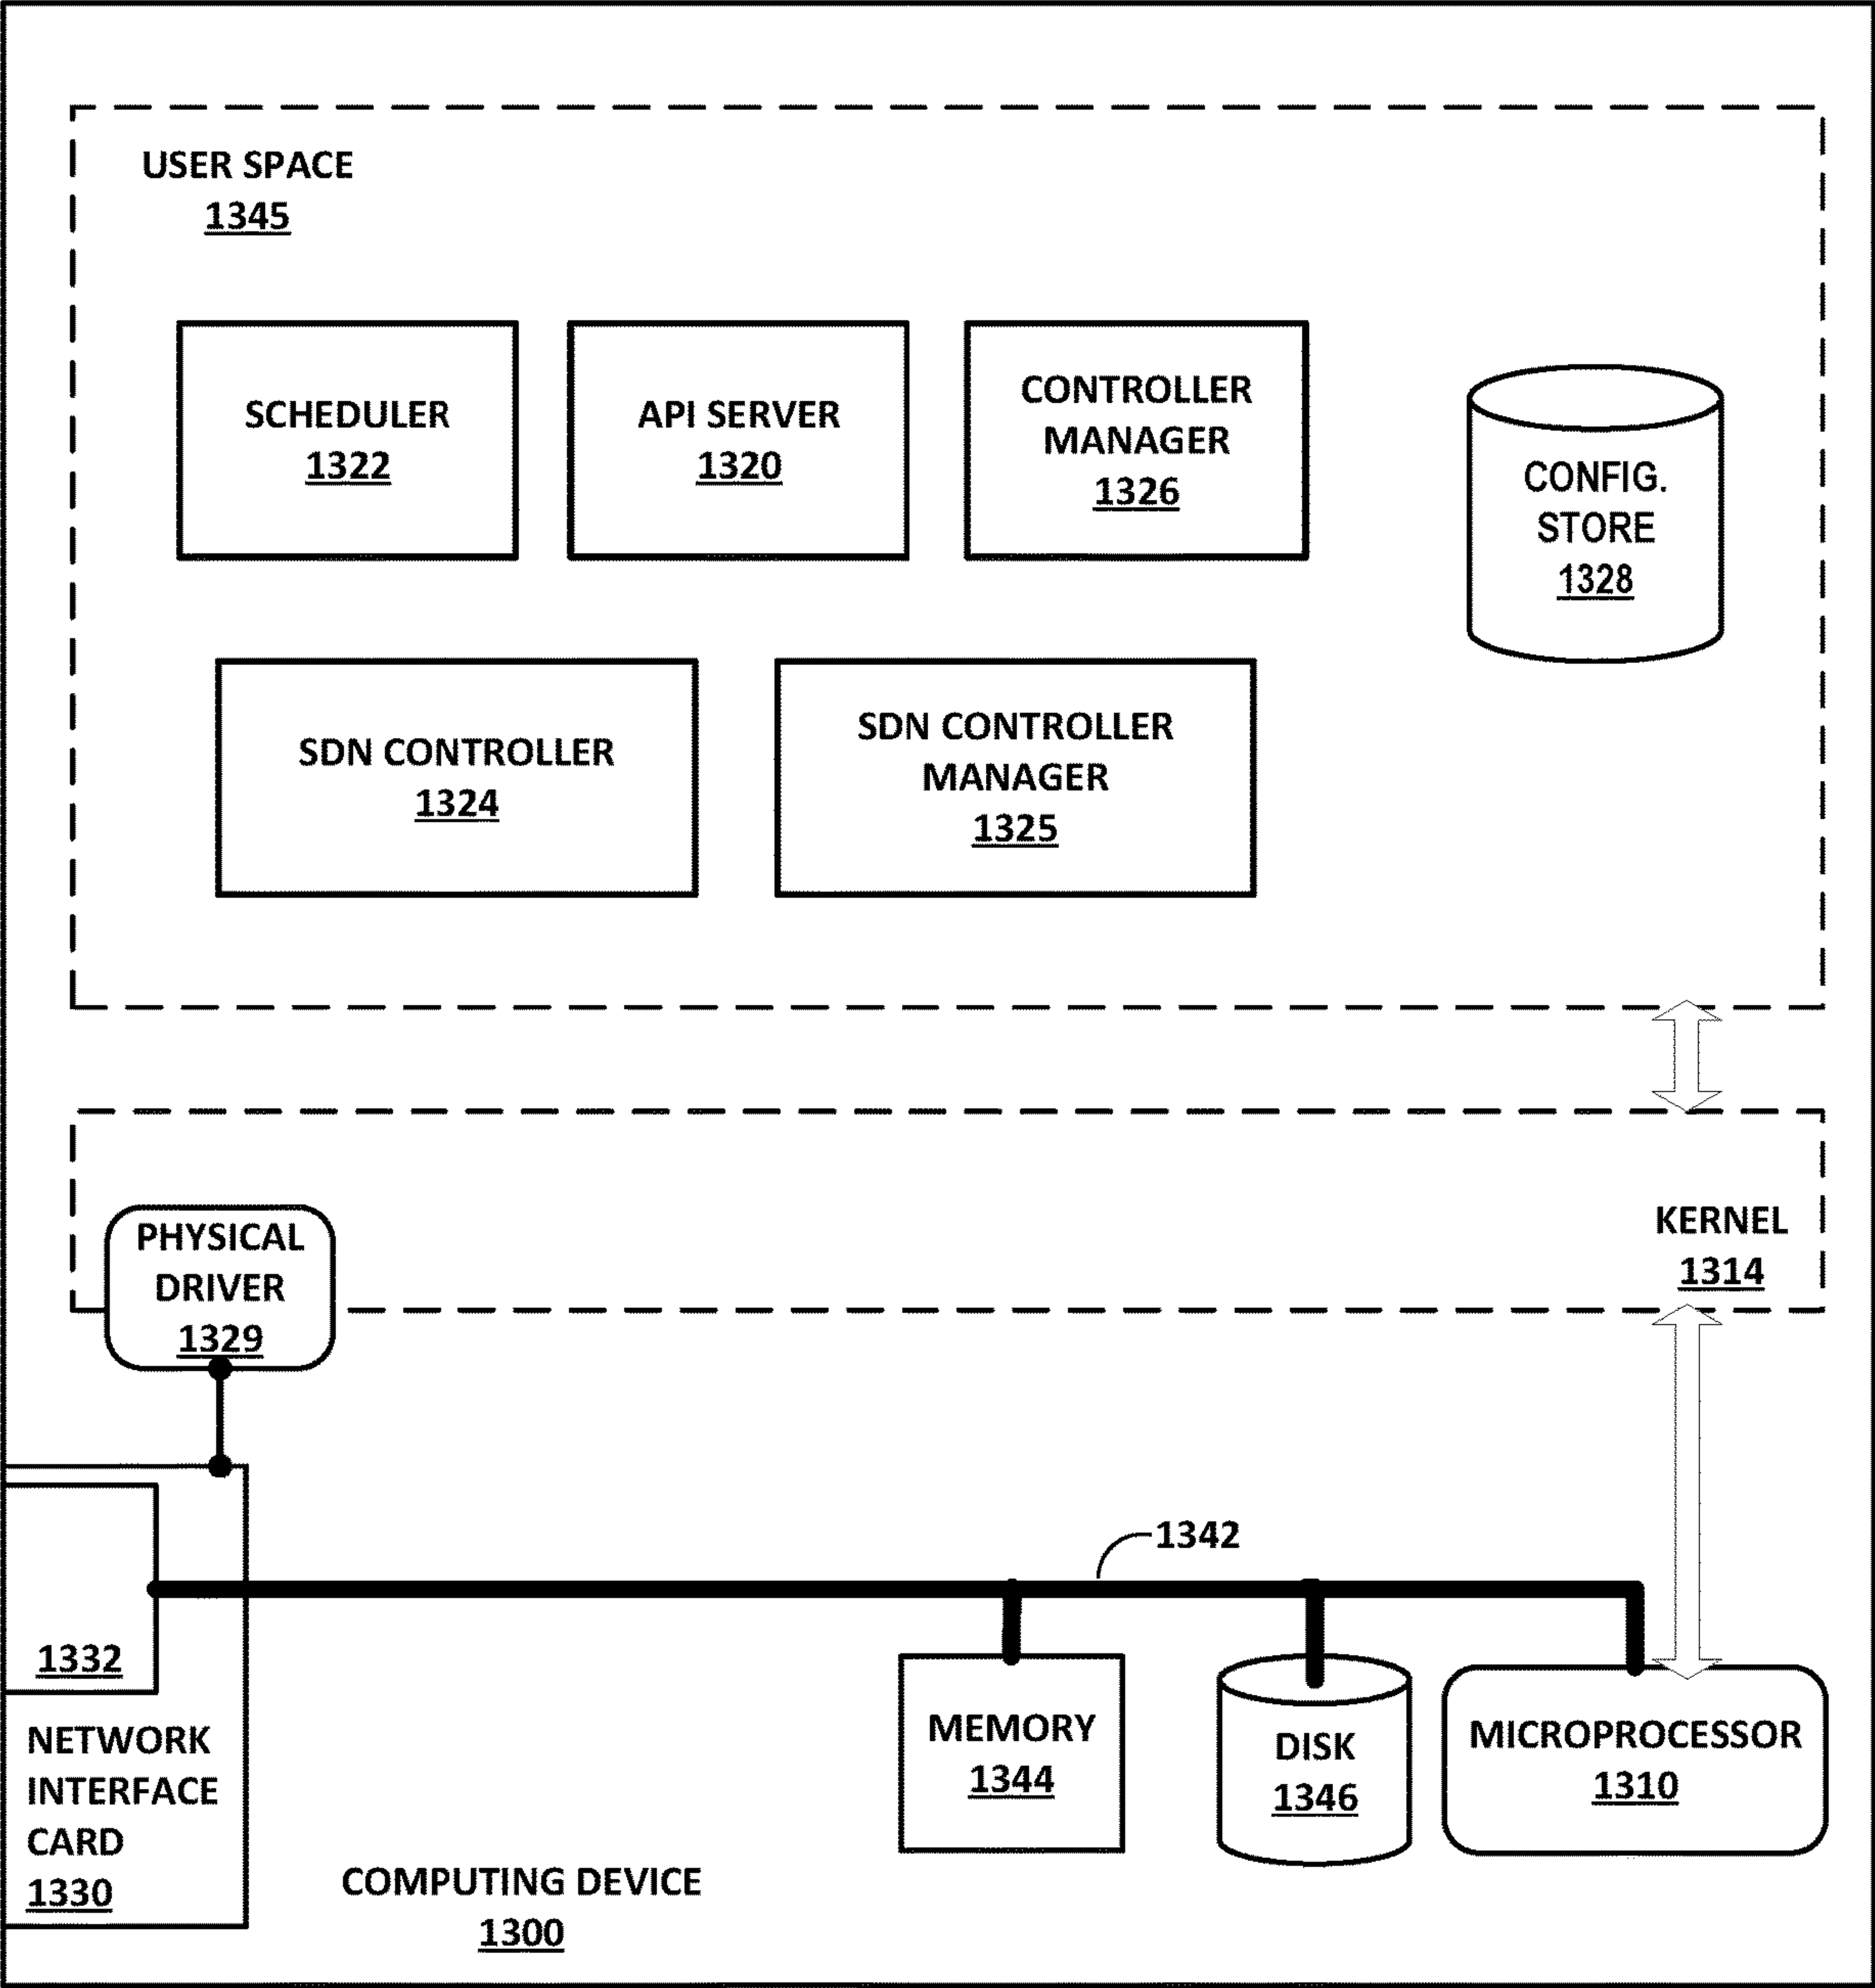 USER SPACE
1345
SCHEDULER
1322
API SERVER
1320
CONTROLLER
MANAGER
1326
CONFIG.
STORE
1328
SDN CONTROLLER
1324
SDN CONTROLLER
MANAGER
1325
KERNEL
1314
PHYSICAL
DRIVER
1329
1342
1332
NETWORK
INTERFACE
CARD
1330
MEMORY
1344
DISK
1346
MICROPROCESSOR
1310
COMPUTING DEVICE
1300